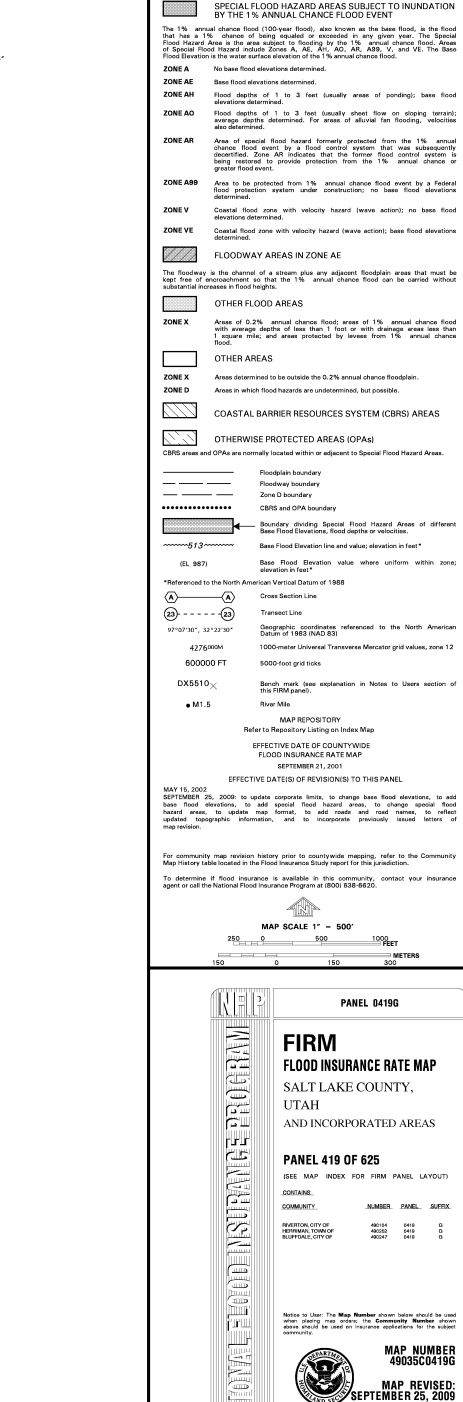 SPECIAL FLOOD HAZARD AREAS SUBJECT TO INUNDATION
BY THE 1% ANNUAL CHANCE FLOOD EVENT
The 1% annual chance flood (100-year flood), also known as the base flood, is the flood
that has a 1% chance of being equaled or exceeded in any given year. The Special
Flood Hazard Area is the area subject to flooding by the 1% annual chance flood. Areas
of Special Flood Hazard include Zones A, AE, AH, AO, AR, A99, V, and VE. The Base
Flood Elevation is the water surface elevation of the 1% annual chance flood.
ZONE A No base flood elevations determined.
ZONE AE Base flood elevations determined.
ZONE AH Flood depths of 1 to 3 feet (usually areas of ponding); base flood
elevations determined.
ZONE AO Flood depths of 1 to 3 feet (usually sheet flow on sloping terrain);
average depths determined. For areas of alluvial fan flooding, velocities
also determined.
ZONE AR Area of special flood hazard formerly protected from the 1% annual
chance flood event by a flood control system that was subsequently
decertified. Zone AR indicates that the former flood control system is
being restored to provide protection from the 1% annual chance or
greater flood event.
ZONE A99 Area to be protected from 1% annual chance flood event by a Federal
flood protection system under construction; no base flood elevations
determined.
ZONE V Coastal flood zone with velocity hazard (wave action); no base flood
elevations determined.
ZONE VE Coastal flood zone with velocity hazard (wave action); base flood elevations
determined.
FLOODWAY AREAS IN ZONE AE
The floodway is the channel of a stream plus any adjacent floodplain areas that must be
kept free of encroachment so that the 1% annual chance flood can be carried without
substantial increases in flood heights.
OTHER FLOOD AREAS
ZONE X Areas of 0.2% annual chance flood; areas of 1% annual chance flood
with average depths of less than 1 foot or with drainage areas less than
1 square mile; and areas protected by levees from 1% annual chance
flood.
OTHER AREAS
ZONE X Areas determined to be outside the 0.2% annual chance floodplain.
ZONE D Areas in which flood hazards are undetermined, but possible.
COASTAL BARRIER RESOURCES SYSTEM (CBRS) AREAS
OTHERWISE PROTECTED AREAS (OPAs)
CBRS areas and OPAs are normally located within or adjacent to Special Flood Hazard Areas.
Floodplain boundary
Floodway boundary
Zone D boundary
CBRS and OPA boundary
Boundary dividing Special Flood Hazard Areas of different
Base Flood Elevations, flood depths or velocities.
513 Base Flood Elevation line and value; elevation in feet*
(EL 987) Base Flood Elevation value where uniform within zone;
elevation in feet*
*Referenced to the North American Vertical Datum of 1988
A A Cross Section Line
23 23 Transect Line
97°07'30", 32°22'30" Geographic coordinates referenced to the North American
Datum of 1983 (NAD 83)
4276000M 1000-meter Universal Transverse Mercator grid values, zone 12
600000 FT 5000-foot grid ticks
DX5510 Bench mark (see explanation in Notes to Users section of
this FIRM panel).
M1.5 River Mile
MAP REPOSITORY
Refer to Repository Listing on Index Map
EFFECTIVE DATE OF COUNTYWIDE
FLOOD INSURANCE RATE MAP
SEPTEMBER 21, 2001
EFFECTIVE DATE(S) OF REVISION(S) TO THIS PANEL
MAY 15, 2002
SEPTEMBER 25, 2009: to update corporate limits, to change base flood elevations, to add
base flood elevations, to add special flood hazard areas, to change special flood
hazard areas, to update map format, to add roads and road names, to reflect
updated topographic information, and to incorporate previously issued letters of
map revision.
For community map revision history prior to countywide mapping, refer to the Community
Map History table located in the Flood Insurance Study report for this jurisdiction.
To determine if flood insurance is available in this community, contact your insurance
agent or call the National Flood Insurance Program at (800) 638-6620.
N
MAP SCALE 1" = 500'
250 0 500 1000
FEET
METERS
150 0 150 300
NFIP
PANEL 0419G
FIRM
FLOOD INSURANCE RATE MAP
SALT LAKE COUNTY,
UTAH
AND INCORPORATED AREAS
PANEL 419 OF 625
(SEE MAP INDEX FOR FIRM PANEL LAYOUT)
CONTAINS
COMMUNITY NUMBER PANEL SUFFIX
RIVERTON, CITY OF 490104 0419 G
HERRIMAN, TOWN OF 490252 0419 G
BLUFFDALE, CITY OF 490247 0419 G
Notice to User: The Map Number shown below should be used
when placing map orders; the Community Number shown
above should be used on insurance applications for the subject
community.
U.S. DEPARTMENT OF HOMELAND SECURITY
MAP NUMBER
49035C0419G
MAP REVISED:
SEPTEMBER 25, 2009
ONAL FLOOD INSURANCE PROGRAM